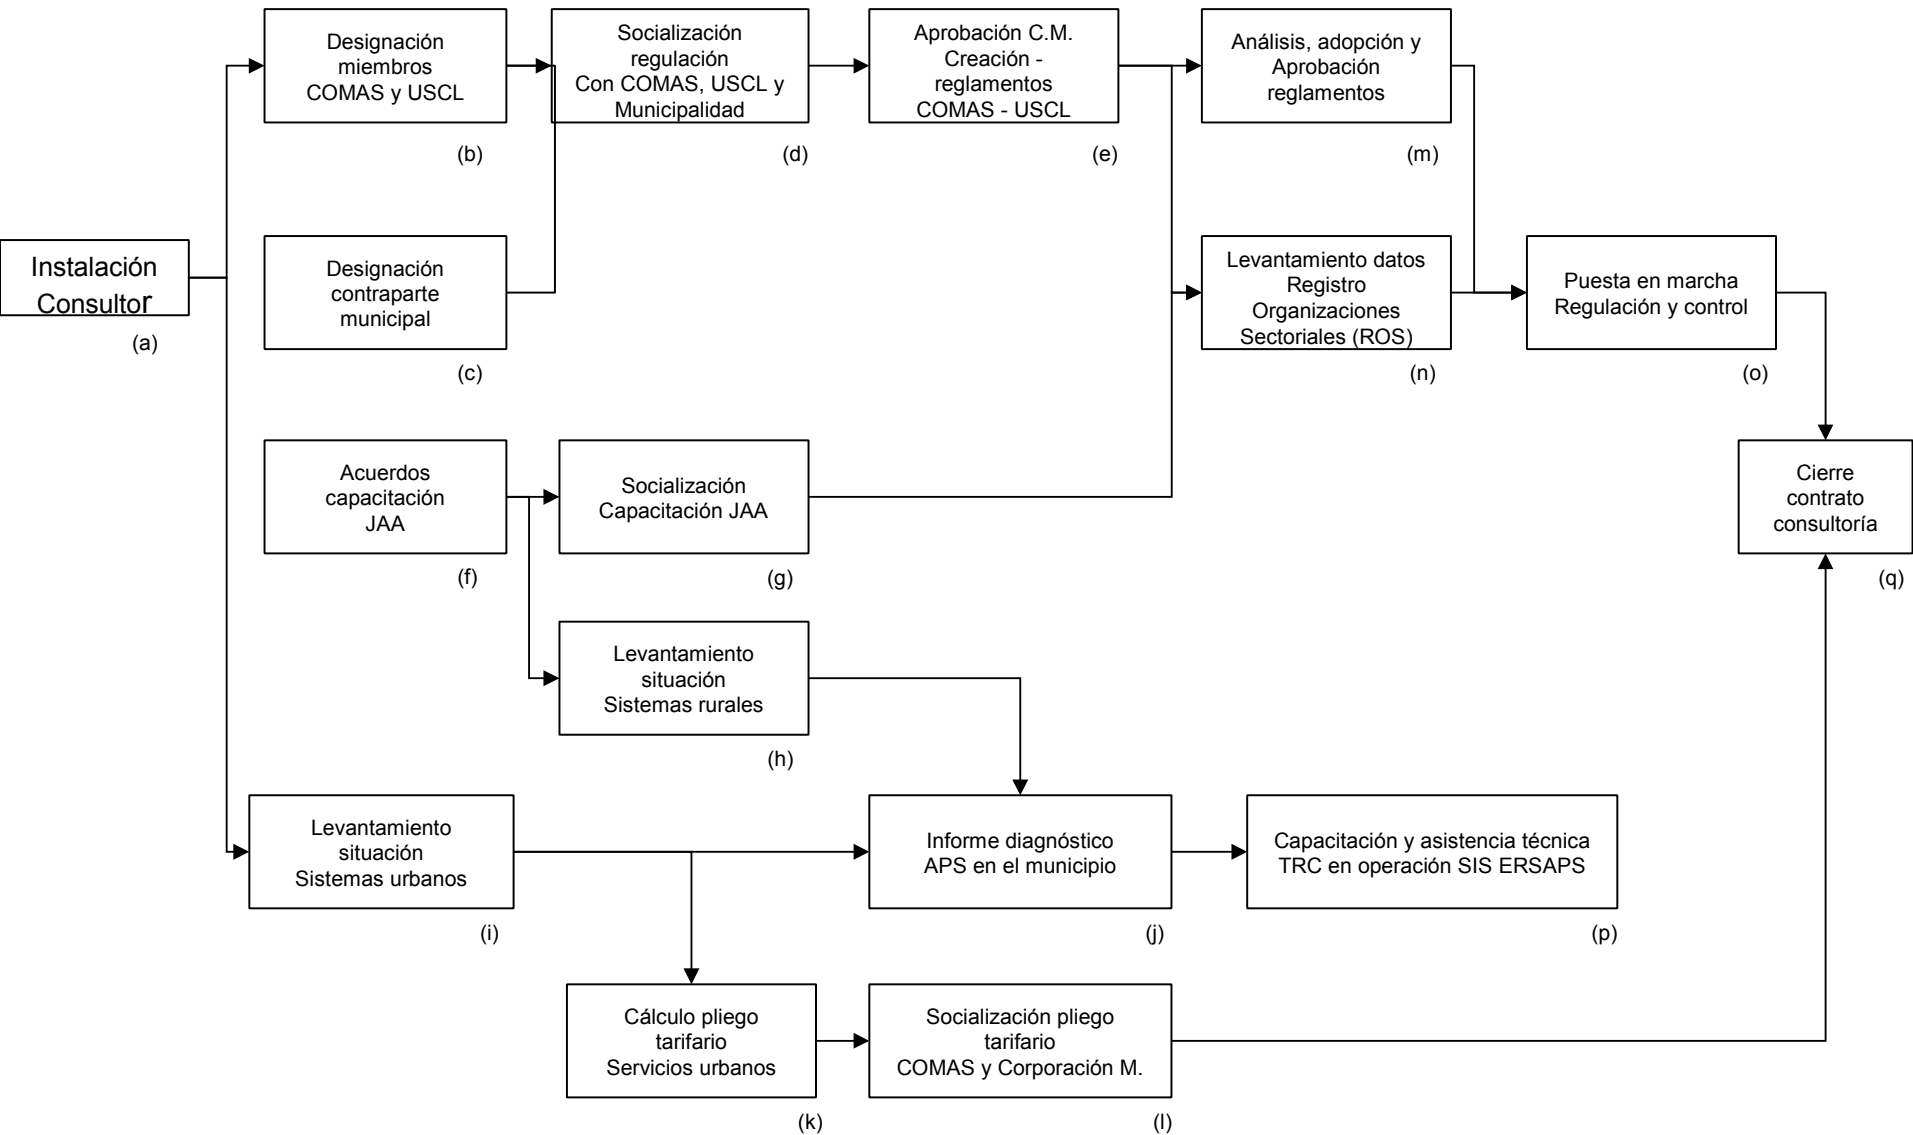 Designación
miembros
COMAS y USCL
(b)
Socialización
regulación
Con COMAS, USCL y
Municipalidad
(d)
Aprobación C.M.
Creación -
reglamentos
COMAS - USCL
(e)
Análisis, adopción y
Aprobación
reglamentos
(m)
Instalación
Consultor
(a)
Designación
contraparte
municipal
(c)
Levantamiento datos
Registro
Organizaciones
Sectoriales (ROS)
(n)
Puesta en marcha
Regulación y control
(o)
Acuerdos
capacitación
JAA
(f)
Socialización
Capacitación JAA
(g)
Cierre
contrato
consultoría
(q)
Levantamiento
situación
Sistemas rurales
(h)
Levantamiento
situación
Sistemas urbanos
(i)
Informe diagnóstico
APS en el municipio
(j)
Capacitación y asistencia técnica
TRC en operación SIS ERSAPS
(p)
Cálculo pliego
tarifario
Servicios urbanos
(k)
Socialización pliego
tarifario
COMAS y Corporación M.
(l)